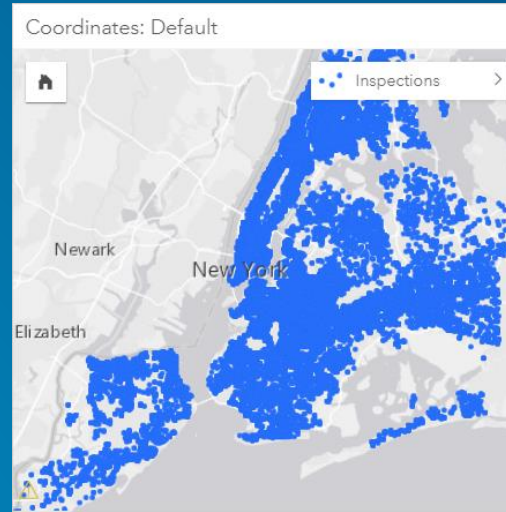 Coordinates: Default
Inspections
Newark
New York
Elizabeth